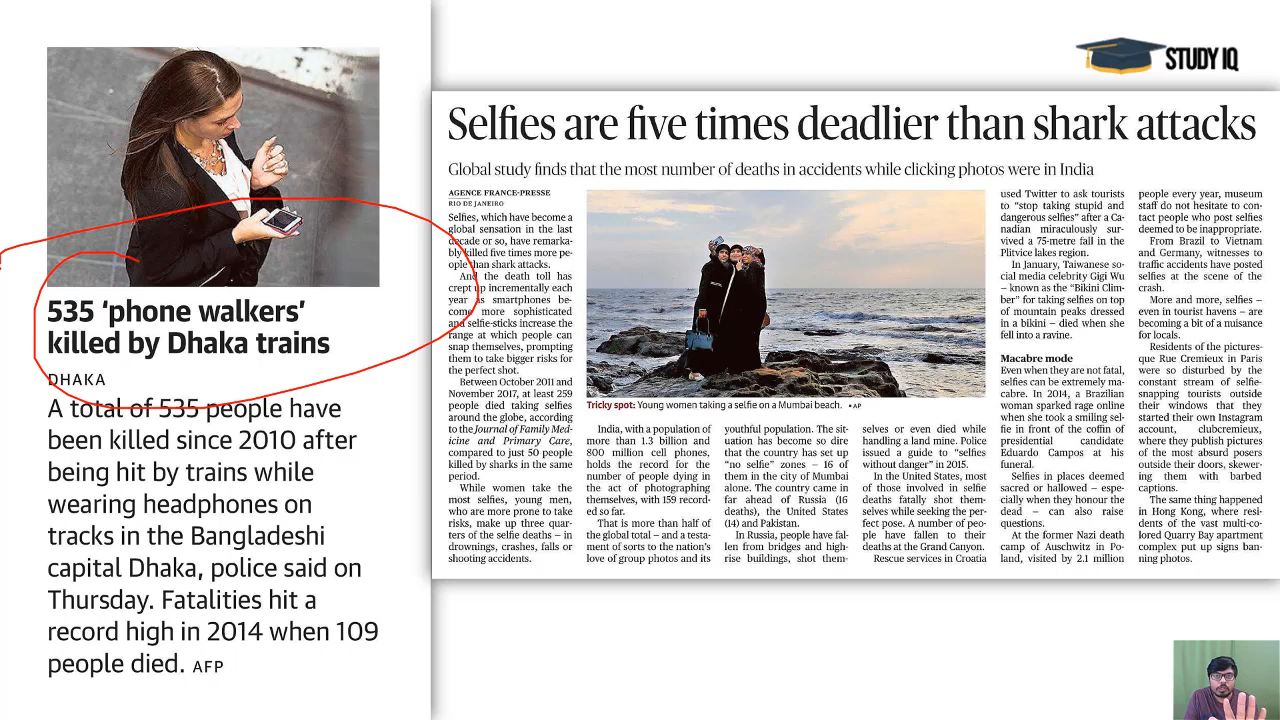 535 ‘phone walkers’
killed by Dhaka trains
DHAKA
A total of 535 people have
been killed since 2010 after
being hit by trains while
wearing headphones on
tracks in the Bangladeshi
capital Dhaka, police said on
Thursday. Fatalities hit a
record high in 2014 when 109
people died. AFP
STUDY IQ
Selfies are five times deadlier than shark attacks
Global study finds that the most number of deaths in accidents while clicking photos were in India
AGENCE FRANCE-PRESSE
RIO DE JANEIRO
Selfies, which have become a
global sensation in the last
decade or so, have remarka-
bly killed five times more pe-
ople than shark attacks.
And the death toll has
crept up incrementally each
year as smartphones be-
come more sophisticated
and selfie-sticks increase the
range at which people can
snap themselves, prompting
them to take bigger risks for
the perfect shot.
Between October 2011 and
November 2017, at least 259
people died taking selfies
around the globe, according
to the Journal of Family Med-
icine and Primary Care,
compared to just 50 people
killed by sharks in the same
period.
While women take the
most selfies, young men,
who are more prone to take
risks, make up three quar-
ters of the selfie deaths – in
drownings, crashes, falls or
shooting accidents.
Tricky spot: Young women taking a selfie on a Mumbai beach. • AP
India, with a population of
more than 1.3 billion and
800 million cell phones,
holds the record for the
number of people dying in
the act of photographing
themselves, with 159 record-
ed so far.
That is more than half of
the global total – and a testa-
ment of sorts to the nation’s
love of group photos and its
youthful population. The sit-
uation has become so dire
that the country has set up
“no selfie” zones – 16 of
them in the city of Mumbai
alone. The country came in
far ahead of Russia (16
deaths), the United States
(14) and Pakistan.
In Russia, people have fal-
len from bridges and high-
rise buildings, shot them-
selves or even died while
handling a land mine. Police
issued a guide to “selfies
without danger” in 2015.
In the United States, most
of those involved in selfie
deaths fatally shot them-
selves while seeking the per-
fect pose. A number of peo-
ple have fallen to their
deaths at the Grand Canyon.
Rescue services in Croatia
used Twitter to ask tourists
to “stop taking stupid and
dangerous selfies” after a Ca-
nadian miraculously sur-
vived a 75-metre fall in the
Plitvice lakes region.
In January, Taiwanese so-
cial media celebrity Gigi Wu
– known as the “Bikini Clim-
ber” for taking selfies on top
of mountain peaks dressed
in a bikini – died when she
fell into a ravine.
Macabre mode
Even when they are not fatal,
selfies can be extremely ma-
cabre. In 2014, a Brazilian
woman sparked rage online
when she took a smiling sel-
fie in front of the coffin of
presidential candidate
Eduardo Campos at his
funeral.
Selfies in places deemed
sacred or hallowed – espe-
cially when they honour the
dead – can also raise
questions.
At the former Nazi death
camp of Auschwitz in Po-
land, visited by 2.1 million
people every year, museum
staff do not hesitate to con-
tact people who post selfies
deemed to be inappropriate.
From Brazil to Vietnam
and Germany, witnesses to
traffic accidents have posted
selfies at the scene of the
crash.
More and more, selfies –
even in tourist havens – are
becoming a bit of a nuisance
for locals.
Residents of the pictures-
que Rue Cremieux in Paris
were so disturbed by the
constant stream of selfie-
snapping tourists outside
their windows that they
started their own Instagram
account, clubcremieux,
where they publish pictures
of the most absurd posers
outside their doors, skewer-
ing them with barbed
captions.
The same thing happened
in Hong Kong, where resi-
dents of the vast multi-co-
lored Quarry Bay apartment
complex put up signs ban-
ning photos.